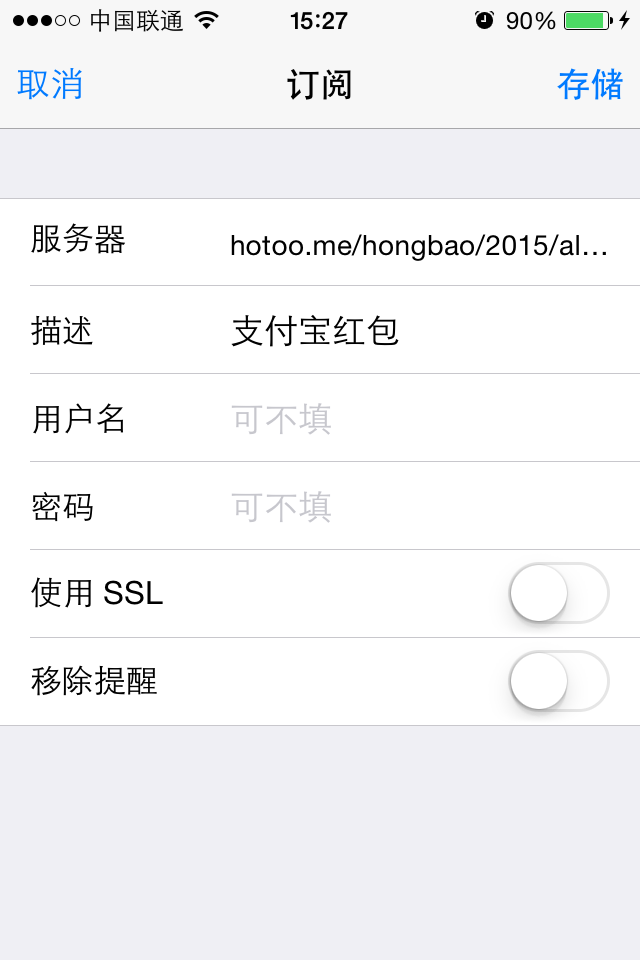 中国联通 15:27 90%
取消 订阅 存储
服务器 hotoo.me/hongbao/2015/al...
描述 支付宝红包
用户名 可不填
密码 可不填
使用 SSL
移除提醒